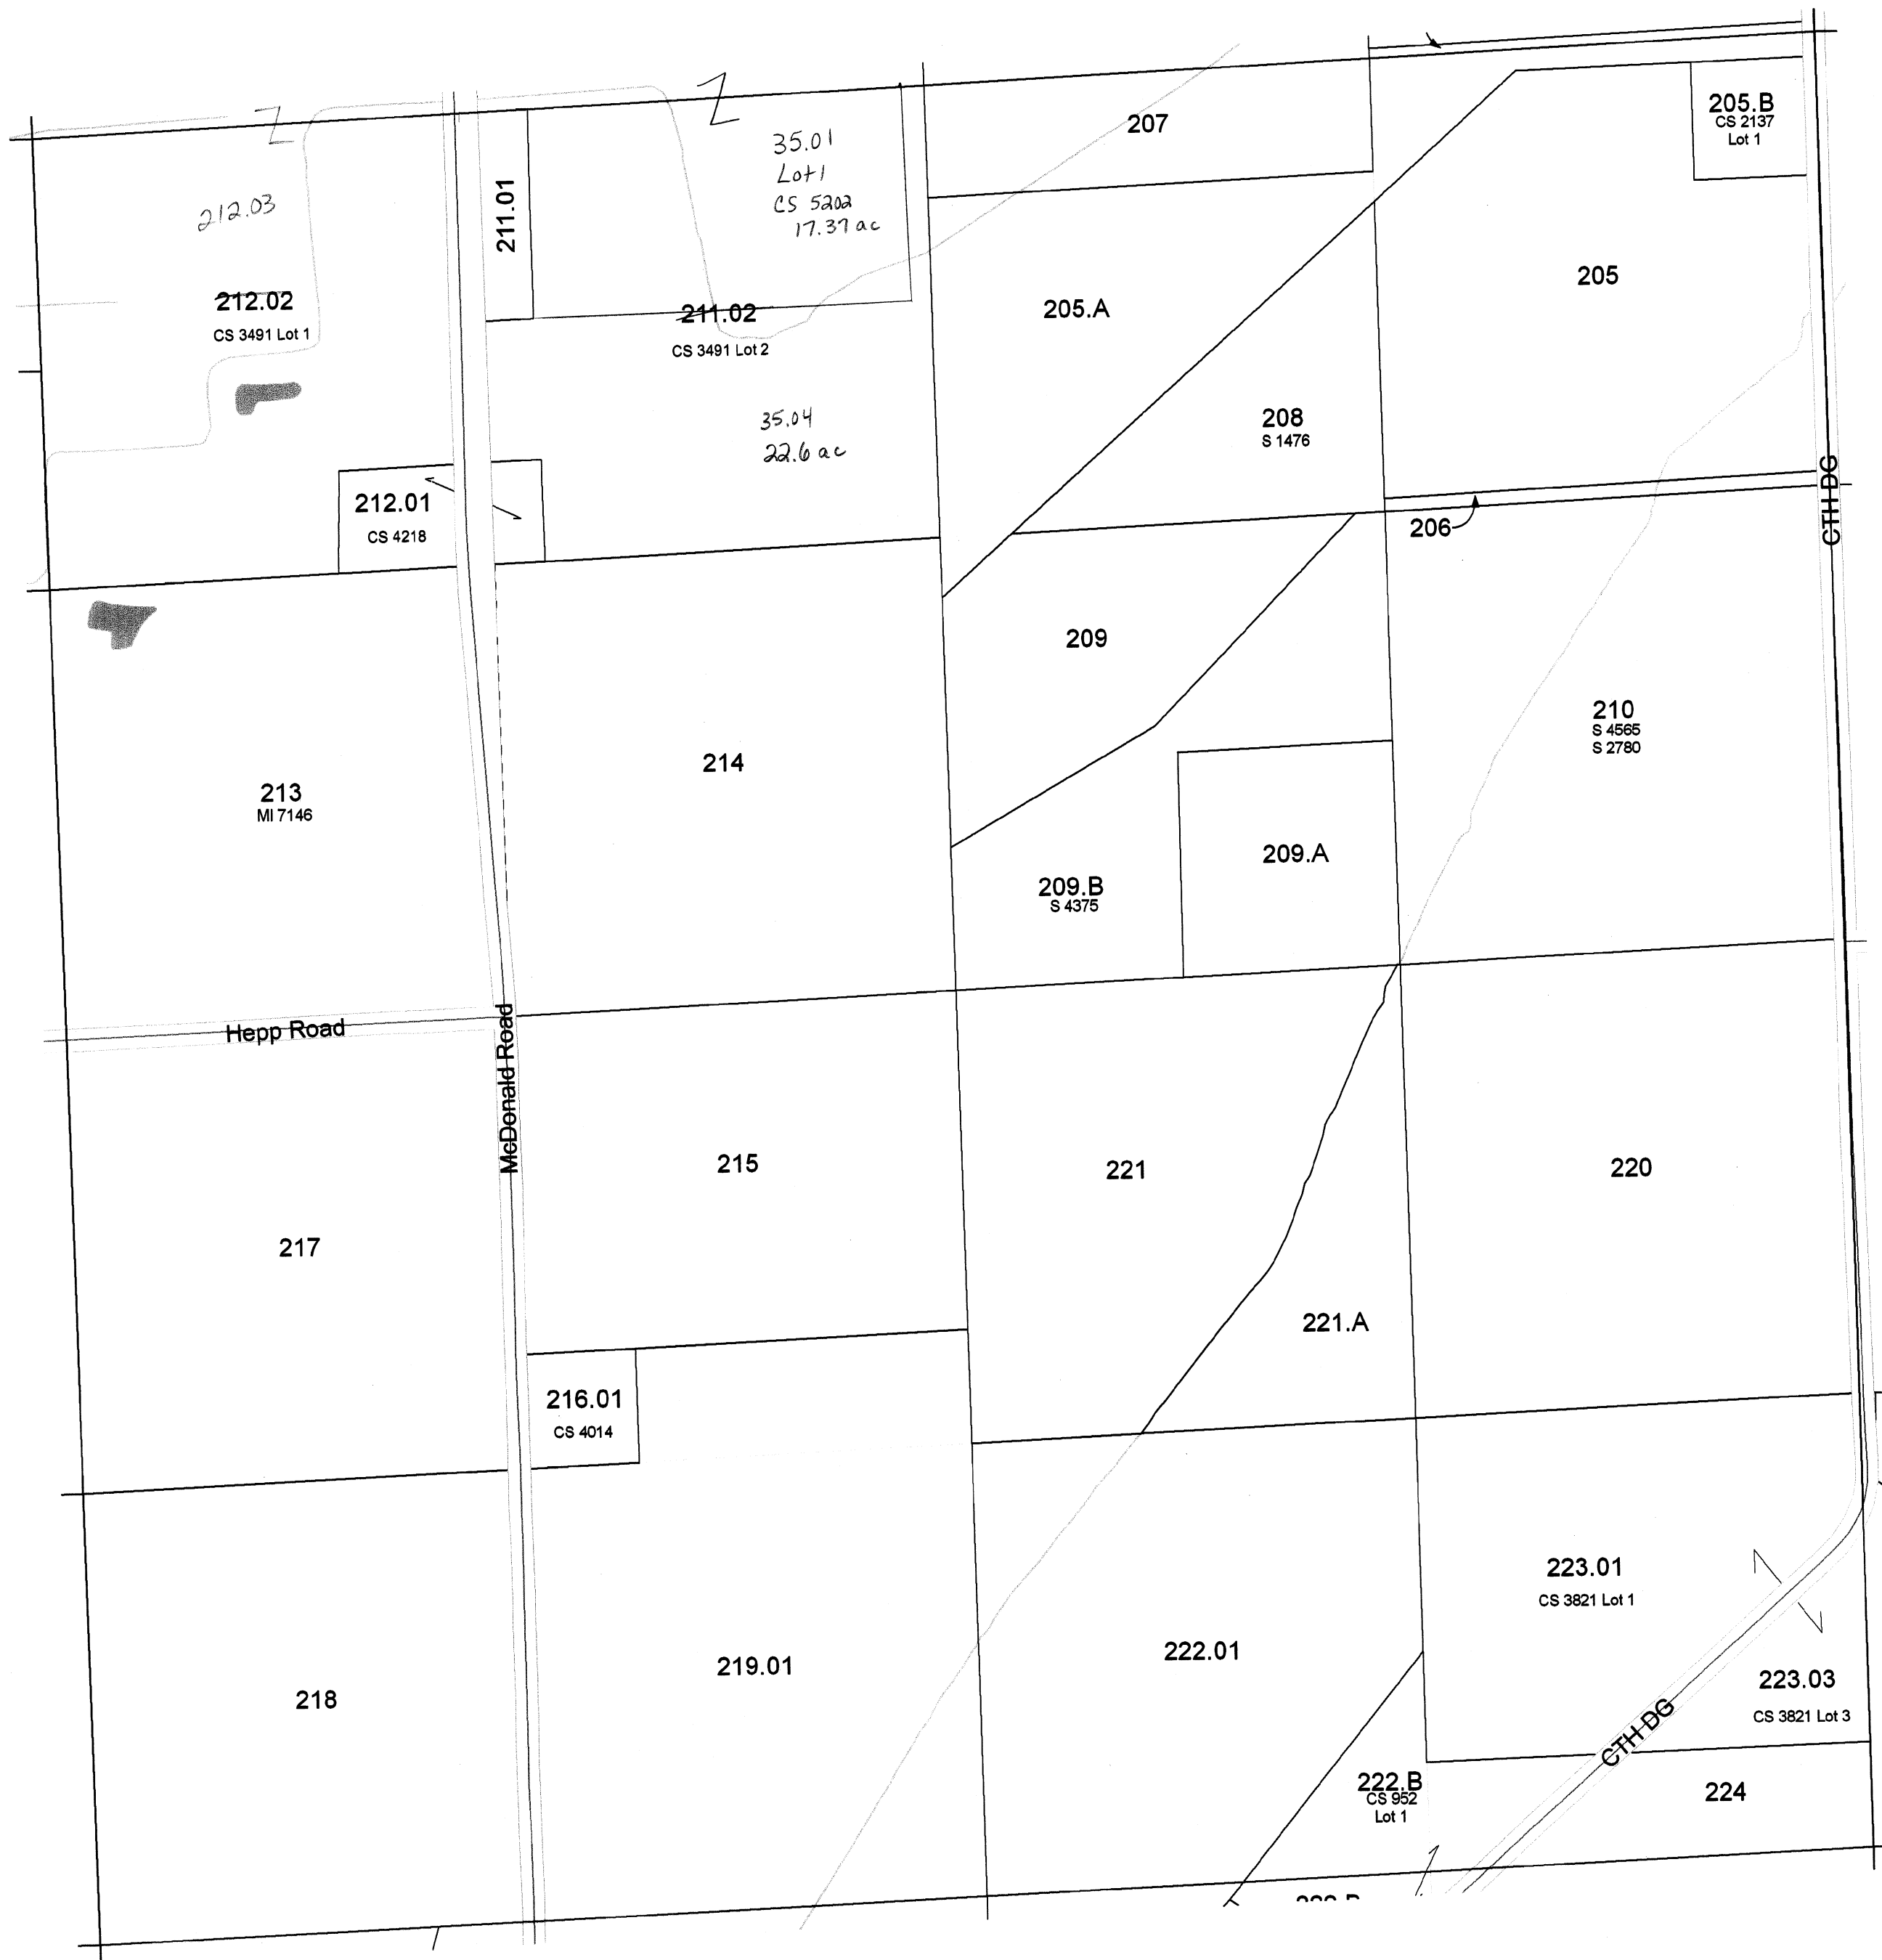 207
205.B
CS 2137
Lot 1
35.01
Lot 1
CS 5202
17.37 ac
211.01
212.03
212.02
CS 3491 Lot 1
211.02
CS 3491 Lot 2
205.A
205
208
S 1476
35.04
22.6 ac
212.01
CS 4218
206
CTH DG
209
210
S 4565
S 2780
214
213
MI 7146
209.A
209.B
S 4375
Hepp Road
McDonald Road
215
221
220
217
221.A
216.01
CS 4014
223.01
CS 3821 Lot 1
222.01
219.01
218
223.03
CS 3821 Lot 3
CTH DG
222.B
CS 952
Lot 1
224